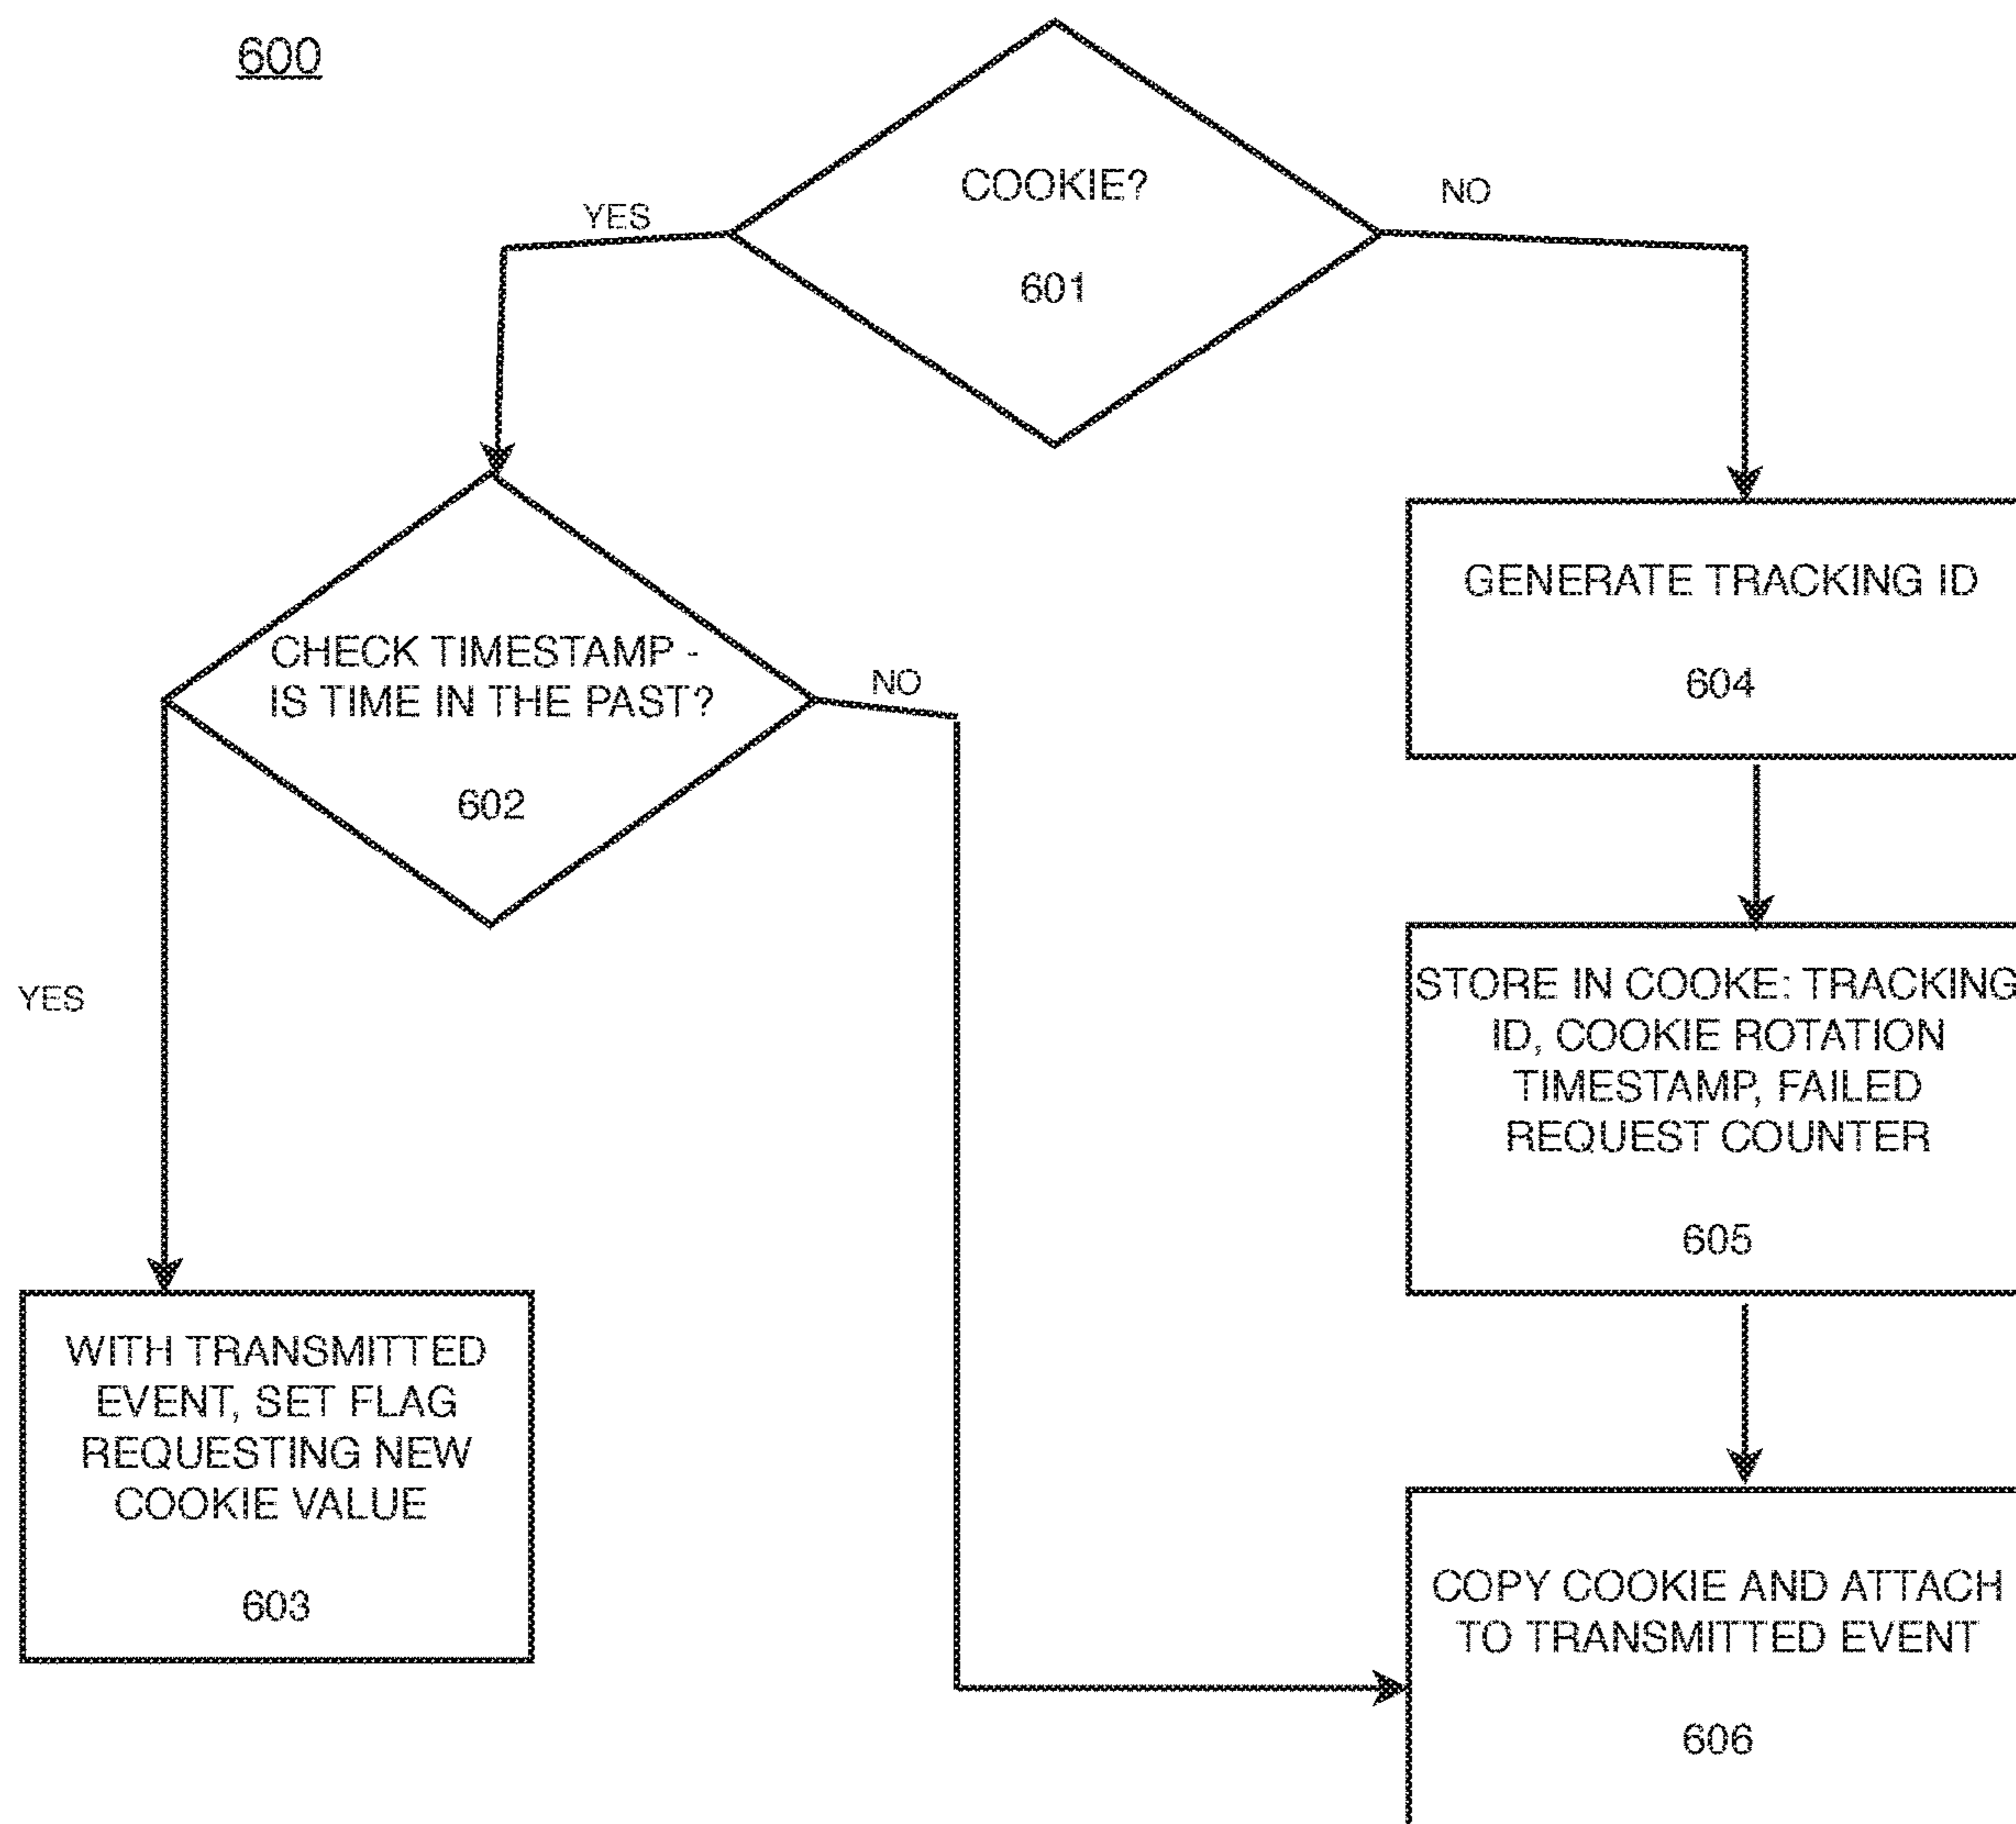 600
COOKIE?
601
YES
NO
CHECK TIMESTAMP -
IS TIME IN THE PAST?
602
NO
YES
GENERATE TRACKING ID
604
STORE IN COOKE: TRACKING
ID, COOKIE ROTATION
TIMESTAMP, FAILED
REQUEST COUNTER
605
WITH TRANSMITTED
EVENT, SET FLAG
REQUESTING NEW
COOKIE VALUE
603
COPY COOKIE AND ATTACH
TO TRANSMITTED EVENT
606